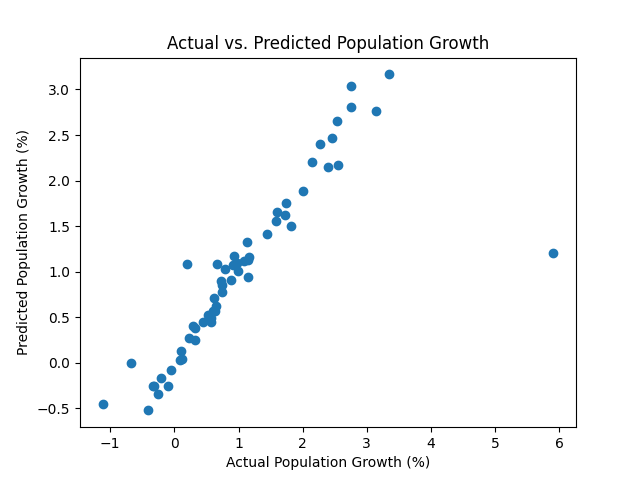 Actual vs. Predicted Population Growth
Predicted Population Growth (%)
3.0
2.5
2.0
1.5
1.0
0.5
0.0
−0.5
−1 0 1 2 3 4 5 6
Actual Population Growth (%)